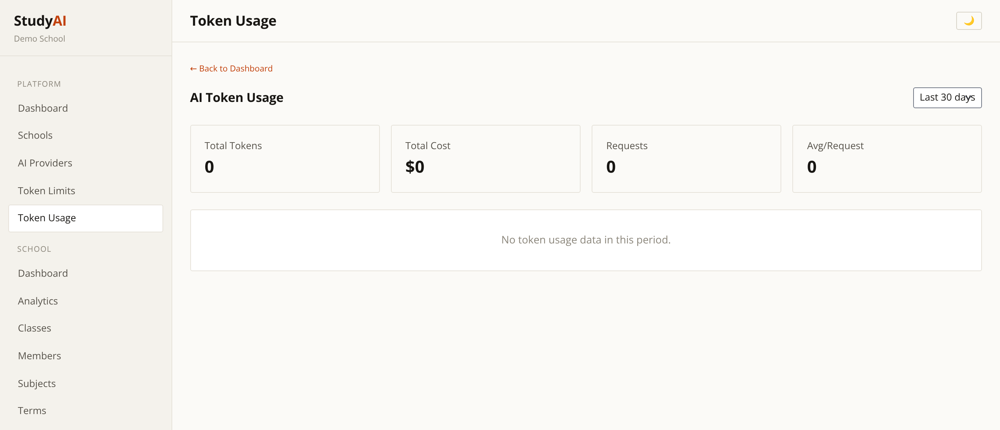 StudyAI
Demo School
PLATFORM
Dashboard
Schools
AI Providers
Token Limits
Token Usage
SCHOOL
Dashboard
Analytics
Classes
Members
Subjects
Terms
Token Usage
← Back to Dashboard
AI Token Usage
Last 30 days
Total Tokens
0
Total Cost
$0
Requests
0
Avg/Request
0
No token usage data in this period.